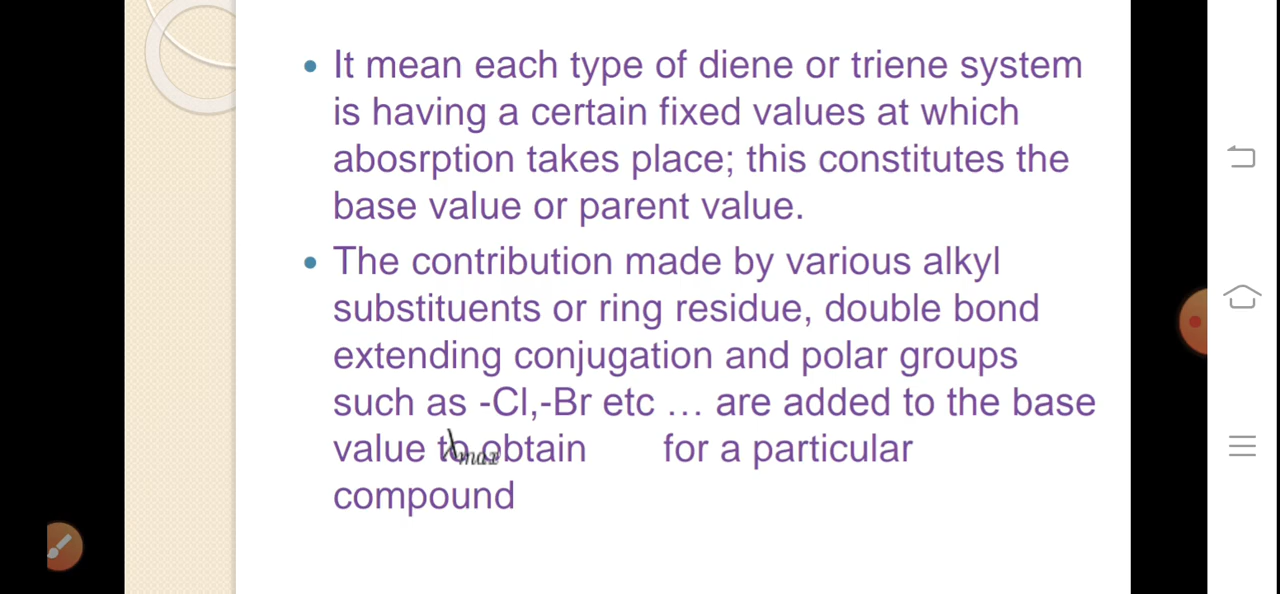 It mean each type of diene or triene system
is having a certain fixed values at which
abosrption takes place; this constitutes the
base value or parent value.
The contribution made by various alkyl
substituents or ring residue, double bond
extending conjugation and polar groups
such as -Cl,-Br etc … are added to the base
value to obtain λmax for a particular
compound